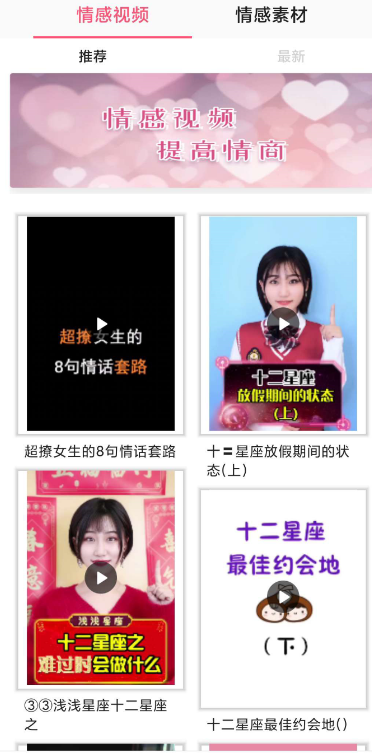 情感视频
情感素材
推荐
最新
情感视频
提高情商
超撩女生的
8句情话套路
超撩女生的8句情话套路
十二星座
放假期间的状态
(上)
十〓星座放假期间的状
态(上)
浅浅星座
十二星座之
难过时会做什么
③③浅浅星座十二星座
之
十二星座
最佳约会地
(下)
十二星座最佳约会地()